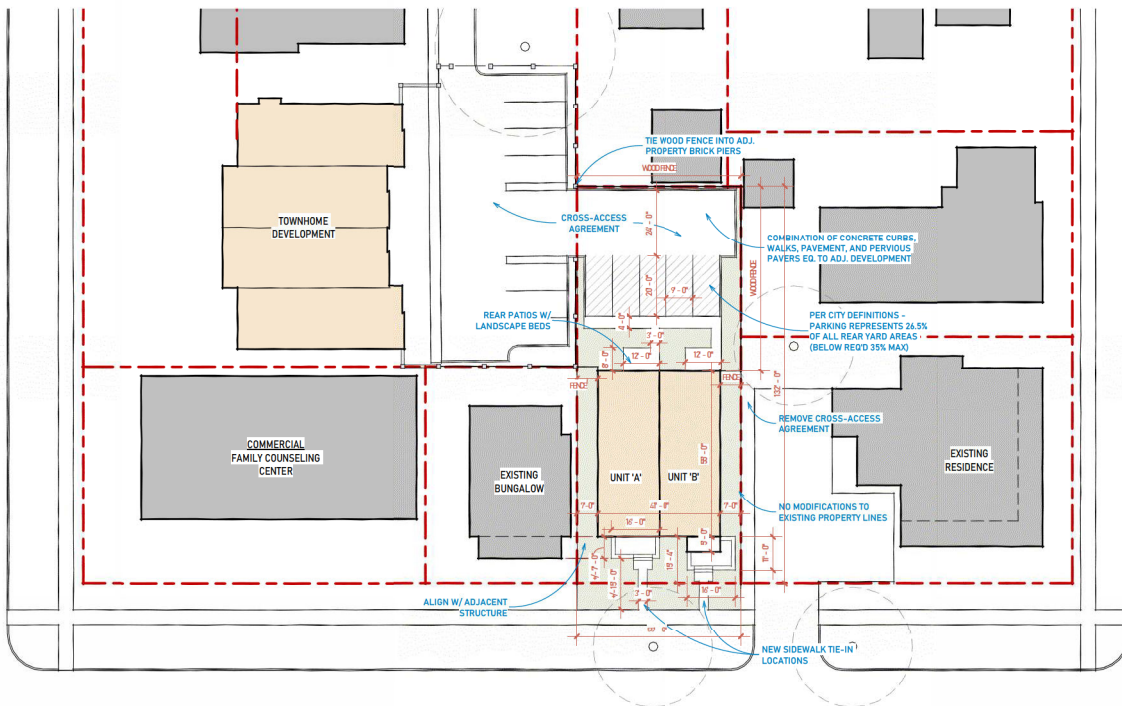 TIE WOOD FENCE INTO ADJ.
PROPERTY BRICK PIERS
WOOD FENCE
TOWNHOME
DEVELOPMENT
CROSS-ACCESS
AGREEMENT
24' - 0"
COMBINATION OF CONCRETE CURBS,
WALKS, PAVEMENT, AND PERVIOUS
PAVERS EQ. TO ADJ. DEVELOPMENT
WOOD FENCE
20' - 0"
9' - 0"
REAR PATIOS W/
LANDSCAPE BEDS
4' - 0"
3' - 0"
PER CITY DEFINITIONS -
PARKING REPRESENTS 26.5%
OF ALL REAR YARD AREAS
(BELOW REQ'D 35% MAX)
8' - 0"
12' - 0"
12' - 0"
FENCE
FENCE
132' - 0"
REMOVE CROSS-ACCESS
AGREEMENT
COMMERCIAL
FAMILY COUNSELING
CENTER
EXISTING
BUNGALOW
UNIT 'A'
UNIT 'B'
EXISTING
RESIDENCE
7'-0"
7'-0"
16' - 0"
NO MODIFICATIONS TO
EXISTING PROPERTY LINES
19' - 4"
11' - 0"
3' - 0"
16' - 0"
ALIGN W/ ADJACENT
STRUCTURE
NEW SIDEWALK TIE-IN
LOCATIONS